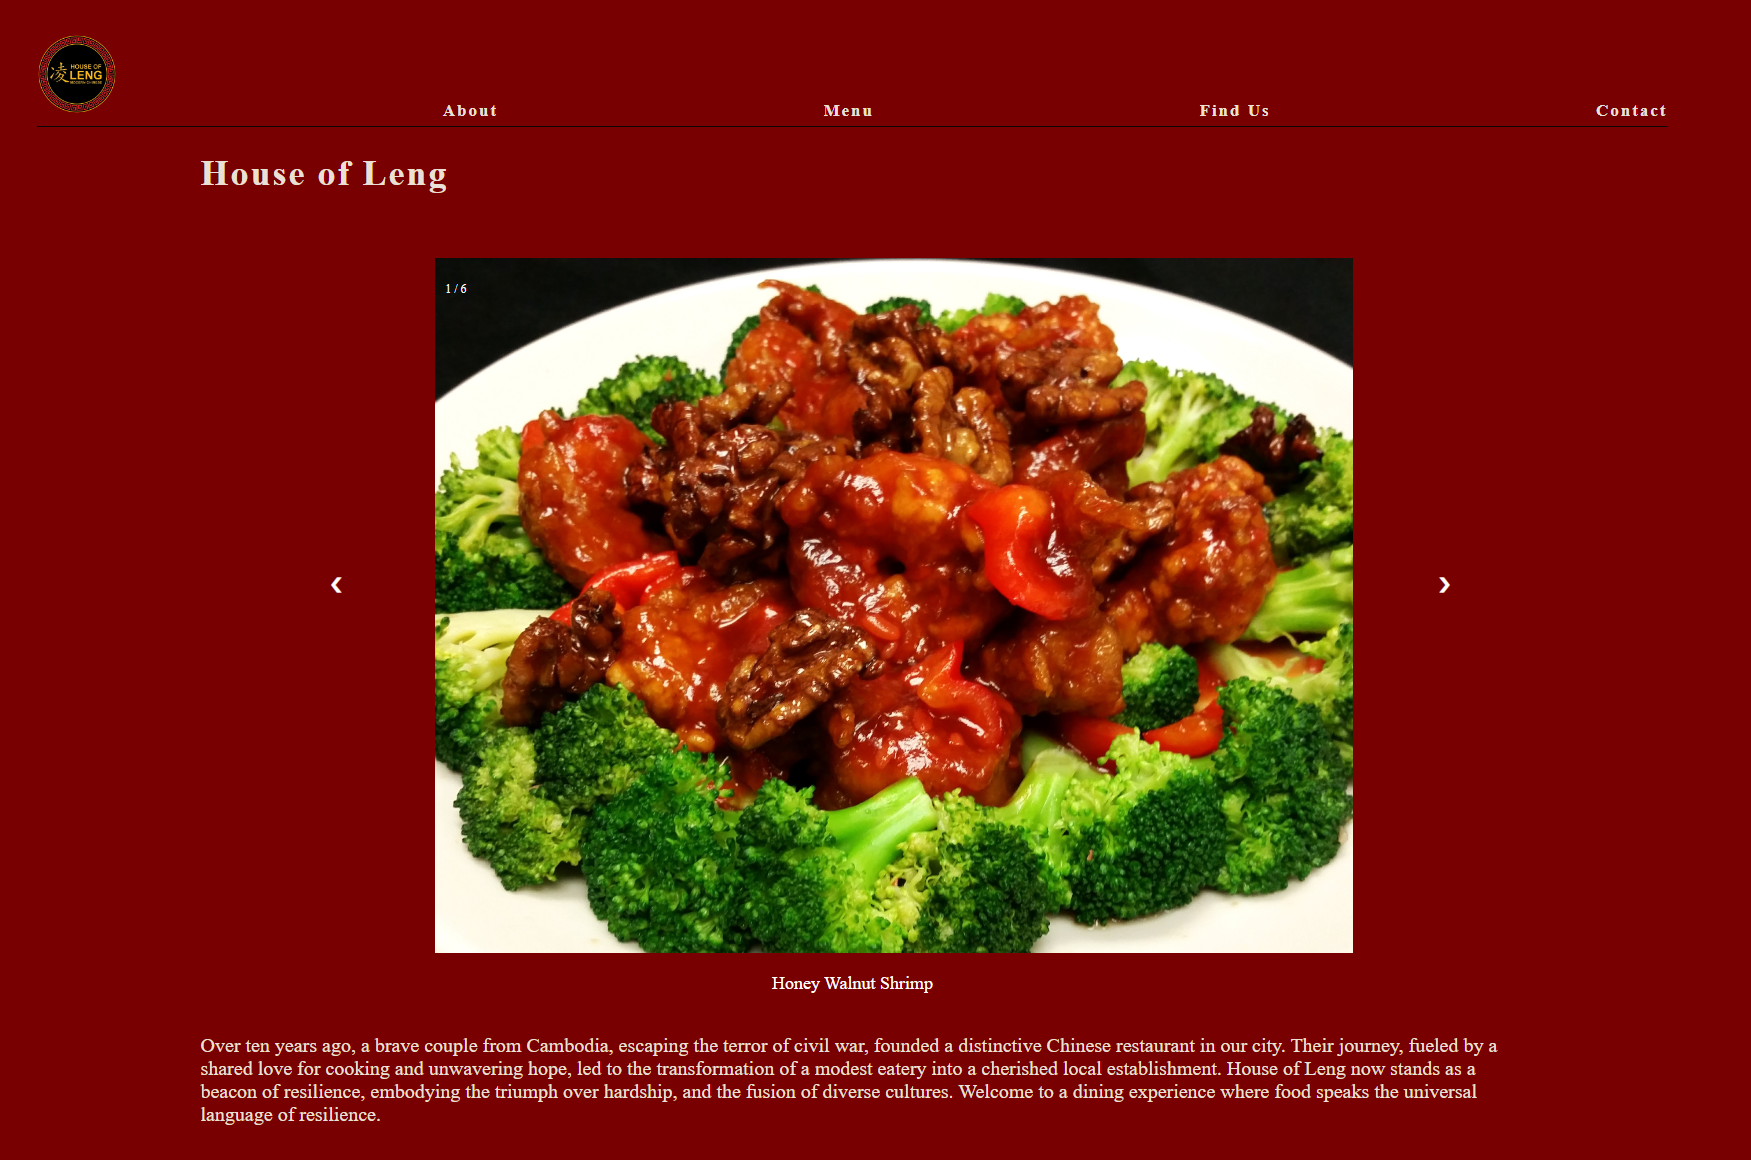 凌 HOUSE OF
LENG
MODERN CHINESE
About Menu Find Us Contact
House of Leng
1 / 6
❮ ❯
Honey Walnut Shrimp
Over ten years ago, a brave couple from Cambodia, escaping the terror of civil war, founded a distinctive Chinese restaurant in our city. Their journey, fueled by a
shared love for cooking and unwavering hope, led to the transformation of a modest eatery into a cherished local establishment. House of Leng now stands as a
beacon of resilience, embodying the triumph over hardship, and the fusion of diverse cultures. Welcome to a dining experience where food speaks the universal
language of resilience.